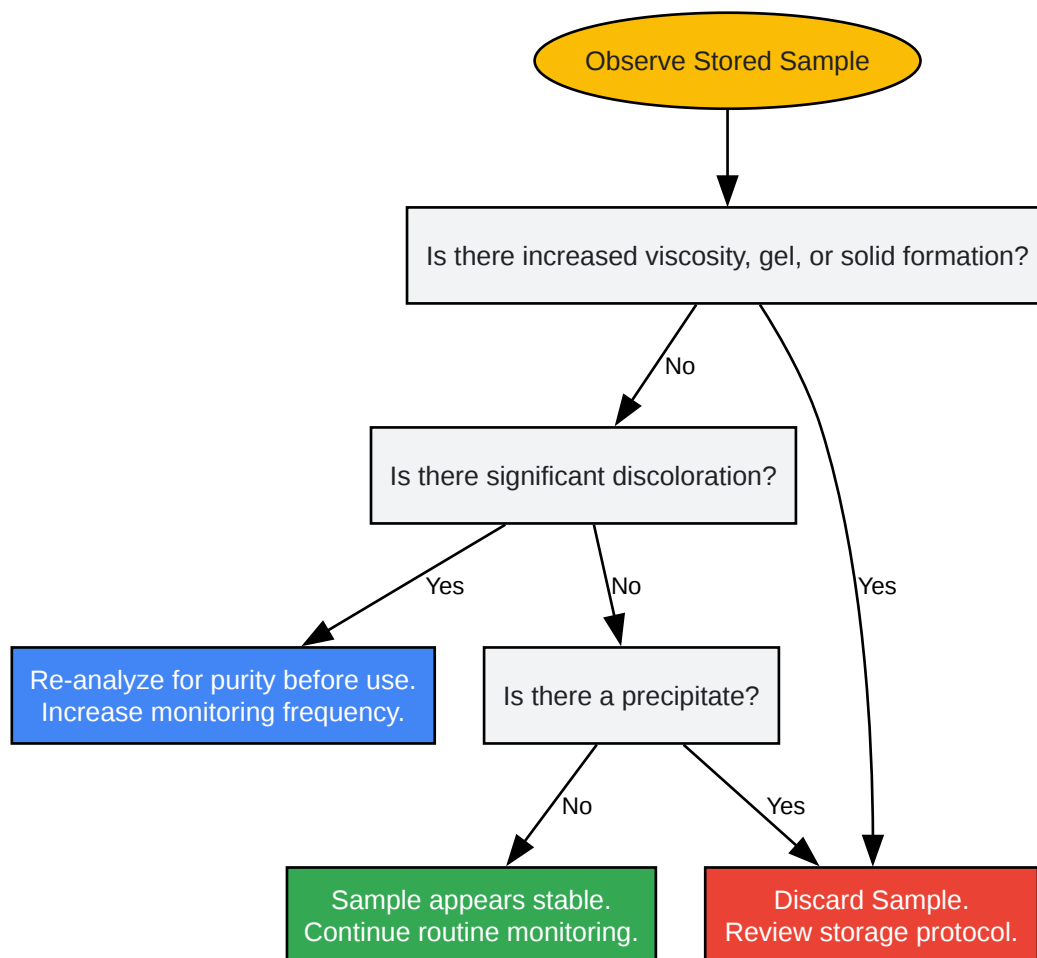 Observe Stored Sample
Is there increased viscosity, gel, or solid formation?
No
Is there significant discoloration?
Yes
No
Yes
Re-analyze for purity before use.
Increase monitoring frequency.
Is there a precipitate?
No
Yes
Sample appears stable.
Continue routine monitoring.
Discard Sample.
Review storage protocol.